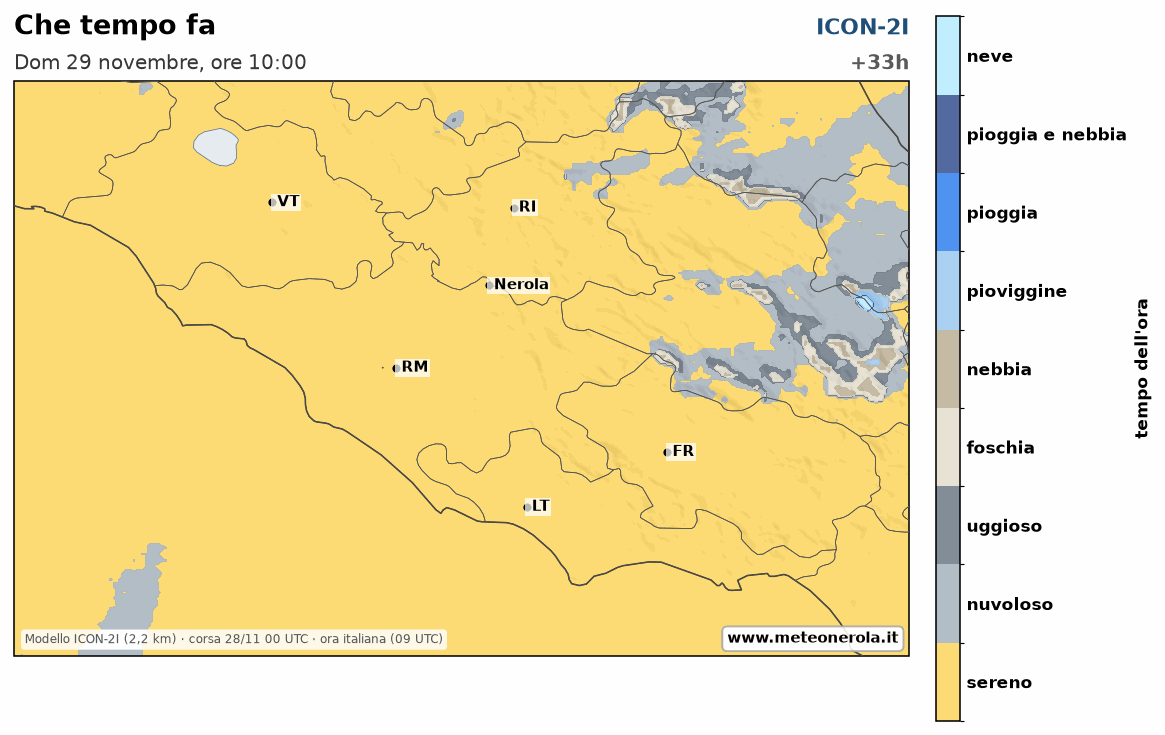 Che tempo fa
ICON-2I
Dom 29 novembre, ore 10:00
+33h
VT
RI
Nerola
RM
FR
LT
Modello ICON-2I (2,2 km) · corsa 28/11 00 UTC · ora italiana (09 UTC)
www.meteonerola.it
neve
pioggia e nebbia
pioggia
pioviggine
nebbia
foschia
uggioso
nuvoloso
sereno
tempo dell'ora